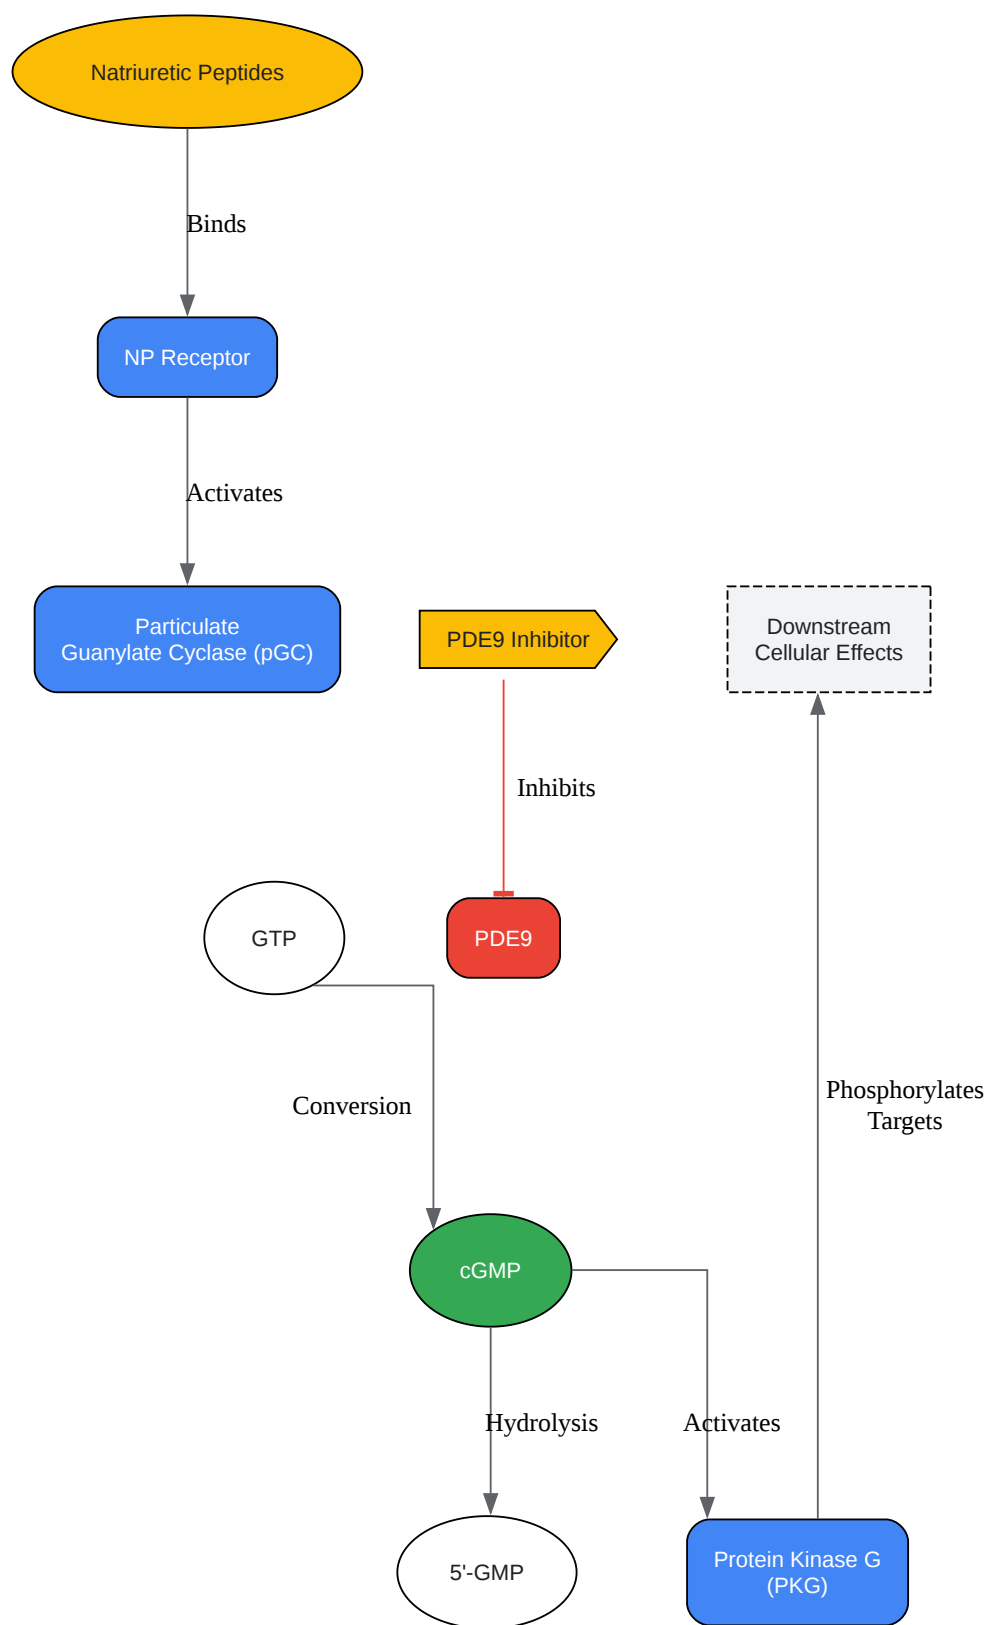 Natriuretic Peptides
Binds
NP Receptor
Activates
Particulate
Guanylate Cyclase (pGC)
PDE9 Inhibitor
Downstream
Cellular Effects
Inhibits
GTP
PDE9
Conversion
Phosphorylates
Targets
cGMP
Hydrolysis
Activates
5'-GMP
Protein Kinase G
(PKG)